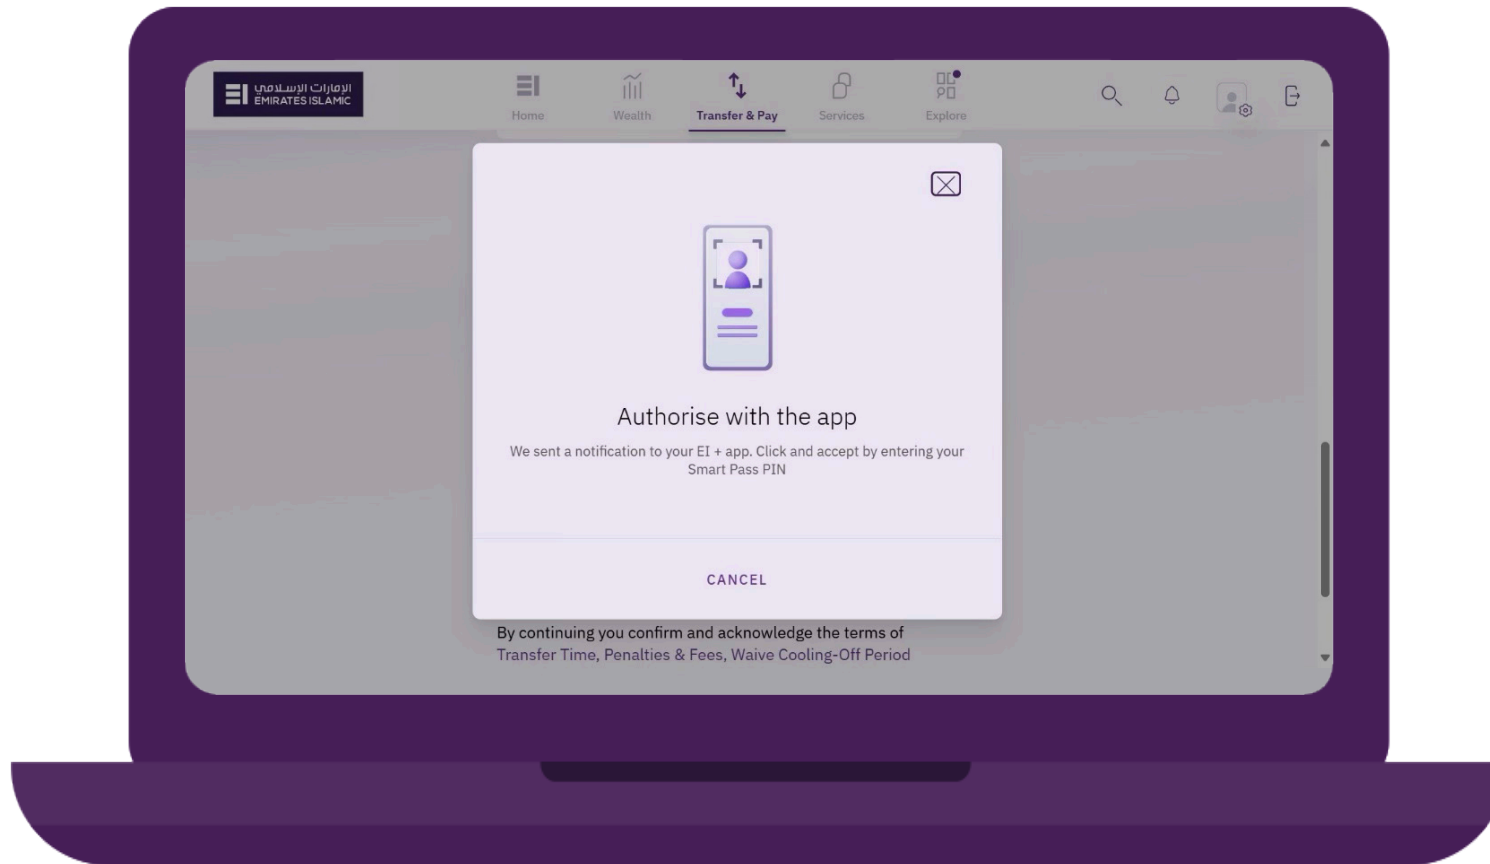 الإمارات الإسلامي
EMIRATES ISLAMIC
Home
Wealth
Transfer & Pay
Services
Explore
Authorise with the app
We sent a notification to your EI + app. Click and accept by entering your
Smart Pass PIN
CANCEL
By continuing you confirm and acknowledge the terms of
Transfer Time, Penalties & Fees, Waive Cooling-Off Period